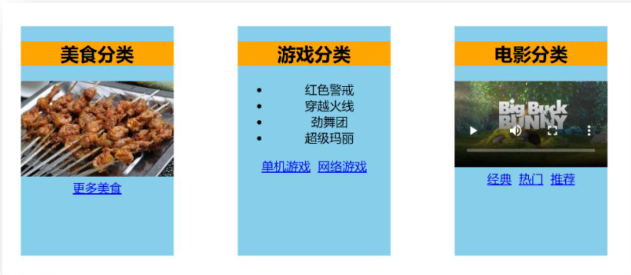 美食分类
更多美食
游戏分类
红色警戒
穿越火线
劲舞团
超级玛丽
单机游戏 网络游戏
电影分类
Big Buck
BUNNY
经典 热门 推荐